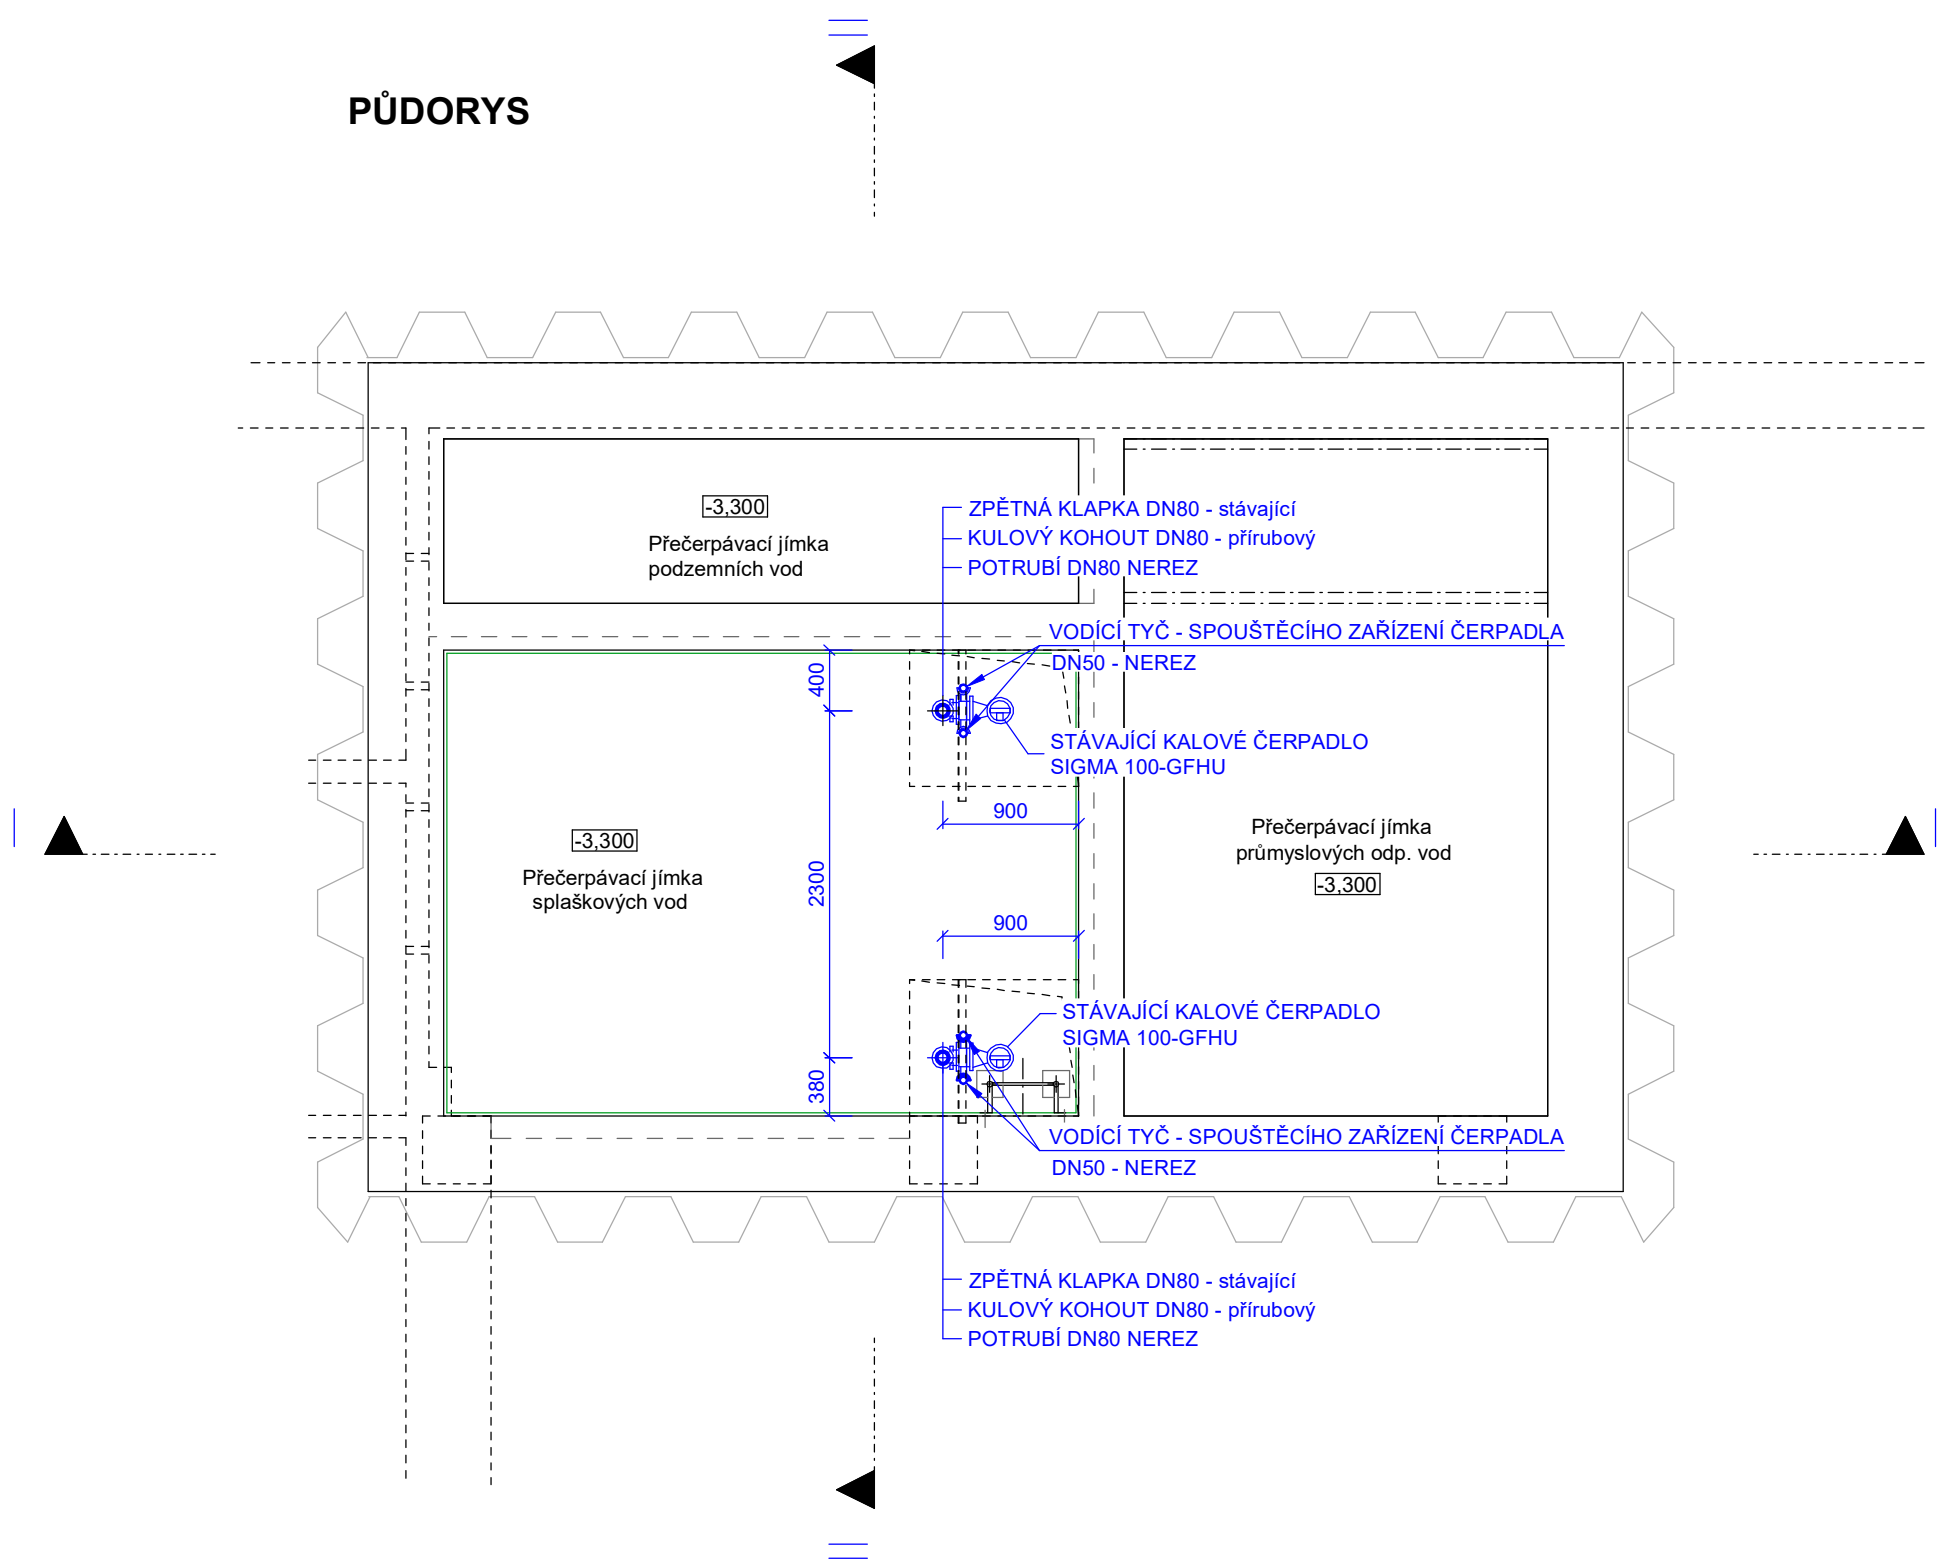 PŮDORYS
-3,300
Přečerpávací jímka
podzemních vod
ZPĚTNÁ KLAPKA DN80 - stávající
KULOVÝ KOHOUT DN80 - přírubový
POTRUBÍ DN80 NEREZ
VODÍCÍ TYČ - SPOUŠTĚCÍHO ZAŘÍZENÍ ČERPADLA
DN50 - NEREZ
400
STÁVAJÍCÍ KALOVÉ ČERPADLO
SIGMA 100-GFHU
900
-3,300
Přečerpávací jímka
splaškových vod
2300
Přečerpávací jímka
průmyslových odp. vod
-3,300
900
STÁVAJÍCÍ KALOVÉ ČERPADLO
SIGMA 100-GFHU
380
VODÍCÍ TYČ - SPOUŠTĚCÍHO ZAŘÍZENÍ ČERPADLA
DN50 - NEREZ
ZPĚTNÁ KLAPKA DN80 - stávající
KULOVÝ KOHOUT DN80 - přírubový
POTRUBÍ DN80 NEREZ